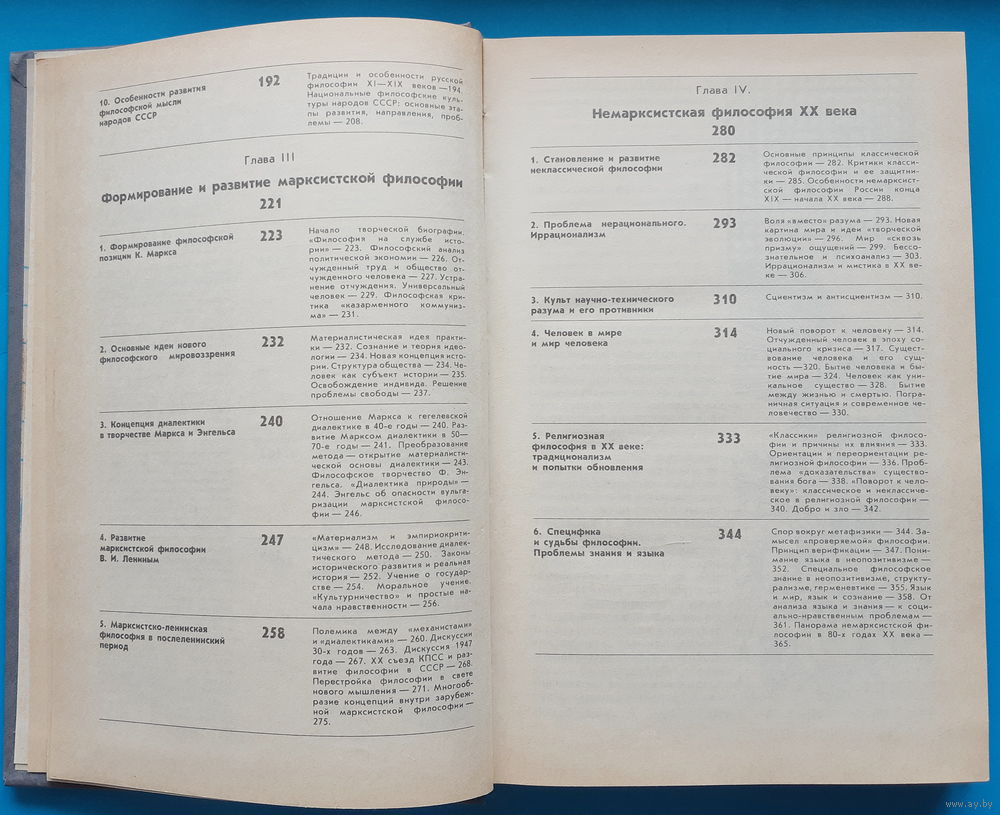 10. Особенности развития
философской мысли
народов СССР
192
Традиции и особенности русской
философии XI—XIX веков —194.
Национальные философские куль-
туры народов СССР: основные эта-
пы развития, направления, проб-
лемы — 208.
Глава III
Формирование и развитие марксистской философии
221
1. Формирование философской
позиции К. Маркса
223
Начало творческой биографии.
«Философия на службе исто-
рии» — 223. Философский анализ
политической экономии — 226. От-
чужденный труд и общество от-
чужденного человека — 227. Устра-
нение отчуждения. Универсальный
человек — 229. Философская кри-
тика «казарменного коммуниз-
ма» — 231.
2. Основные идеи нового
философского мировоззрения
232
Материалистическая идея практи-
ки — 232. Сознание и теория идео-
логии — 234. Новая концепция исто-
рии. Структура общества — 234. Че-
ловек как субъект истории — 235.
Освобождение индивида. Решение
проблемы свободы — 237.
3. Концепция диалектики
в творчестве Маркса и Энгельса
240
Отношение Маркса к гегелевской
диалектике в 40-е годы — 240. Раз-
витие Марксом диалектики в 50—
70-е годы — 241. Преобразование
метода — открытие материалисти-
ческой основы диалектики — 243.
Философское творчество Ф. Эн-
гельса. «Диалектика природы» —
244. Энгельс об опасности вульга-
ризации марксистской филосо-
фии — 246.
4. Развитие
марксистской философии
В. И. Лениным
247
«Материализм и эмпириокрити-
цизм» — 248. Исследование диалек-
тического метода — 250. Законы
исторического развития и реальная
история — 252. Учение о государ-
стве — 254. Моральное учение.
«Культурничество» и простые на-
чала нравственности — 256.
5. Марксистско-ленинская
философия в послеленинский
период
258
Полемика между «механистами»
и «диалектиками» — 260. Дискуссии
30-х годов — 263. Дискуссия 1947
года — 267. XX съезд КПСС и раз-
витие философии в СССР — 268.
Перестройка философии в свете
нового мышления — 271. Многооб-
разие концепций внутри зарубеж-
ной марксистской философии —
275.
Глава IV.
Немарксистская философия XX века
280
1. Становление и развитие
неклассической философии
282
Основные принципы классической
философии — 282. Критики класси-
ческой философии и ее защитни-
ки — 285. Особенности немарксист-
ской философии России конца
XIX — начала XX века — 288.
2. Проблема нерационального.
Иррационализм
293
Воля «вместо» разума — 293. Новая
картина мира и идеи «творческой
эволюции» — 296. Мир «сквозь
призму» ощущений — 299. Бессо-
знательное и психоанализ — 303.
Иррационализм и мистика в XX ве-
ке — 306.
3. Культ научно-технического
разума и его противники
310
Сциентизм и антисциентизм — 310.
4. Человек в мире
и мир человека
314
Новый поворот к человеку — 314.
Отчужденный человек в эпоху со-
циального кризиса — 317. Сущест-
вование человека и его сущ-
ность — 320. Бытие человека и бы-
тие мира — 324. Человек как уни-
кальное существо — 328. Бытие
между жизнью и смертью. Погра-
ничная ситуация и современное че-
ловечество — 330.
5. Религиозная
философия в XX веке:
традиционализм
и попытки обновления
333
«Классики» религиозной филосо-
фии и причины их влияния — 333.
Ориентации и переориентации ре-
лигиозной философии — 336. Пробле-
ма «доказательства» существо-
вания бога — 338. «Поворот к чело-
веку»: классическое и неклассичес-
кое в религиозной философии —
340. Добро и зло — 342.
6. Специфика
и судьбы философии.
Проблемы знания и языка
344
Спор вокруг метафизики — 344. За-
мысел «проверяемой» философии.
Принцип верификации — 347. Пони-
мание языка в неопозитивизме —
352. Специальное философское
знание в неопозитивизме, структу-
рализме, герменевтике — 355. Язык
и мир, язык и сознание — 358. От
анализа языка и знания — к соци-
ально-нравственным проблемам —
361. Панорама немарксистской фи-
лософии в 80-х годах XX века —
365.
www.ay.by